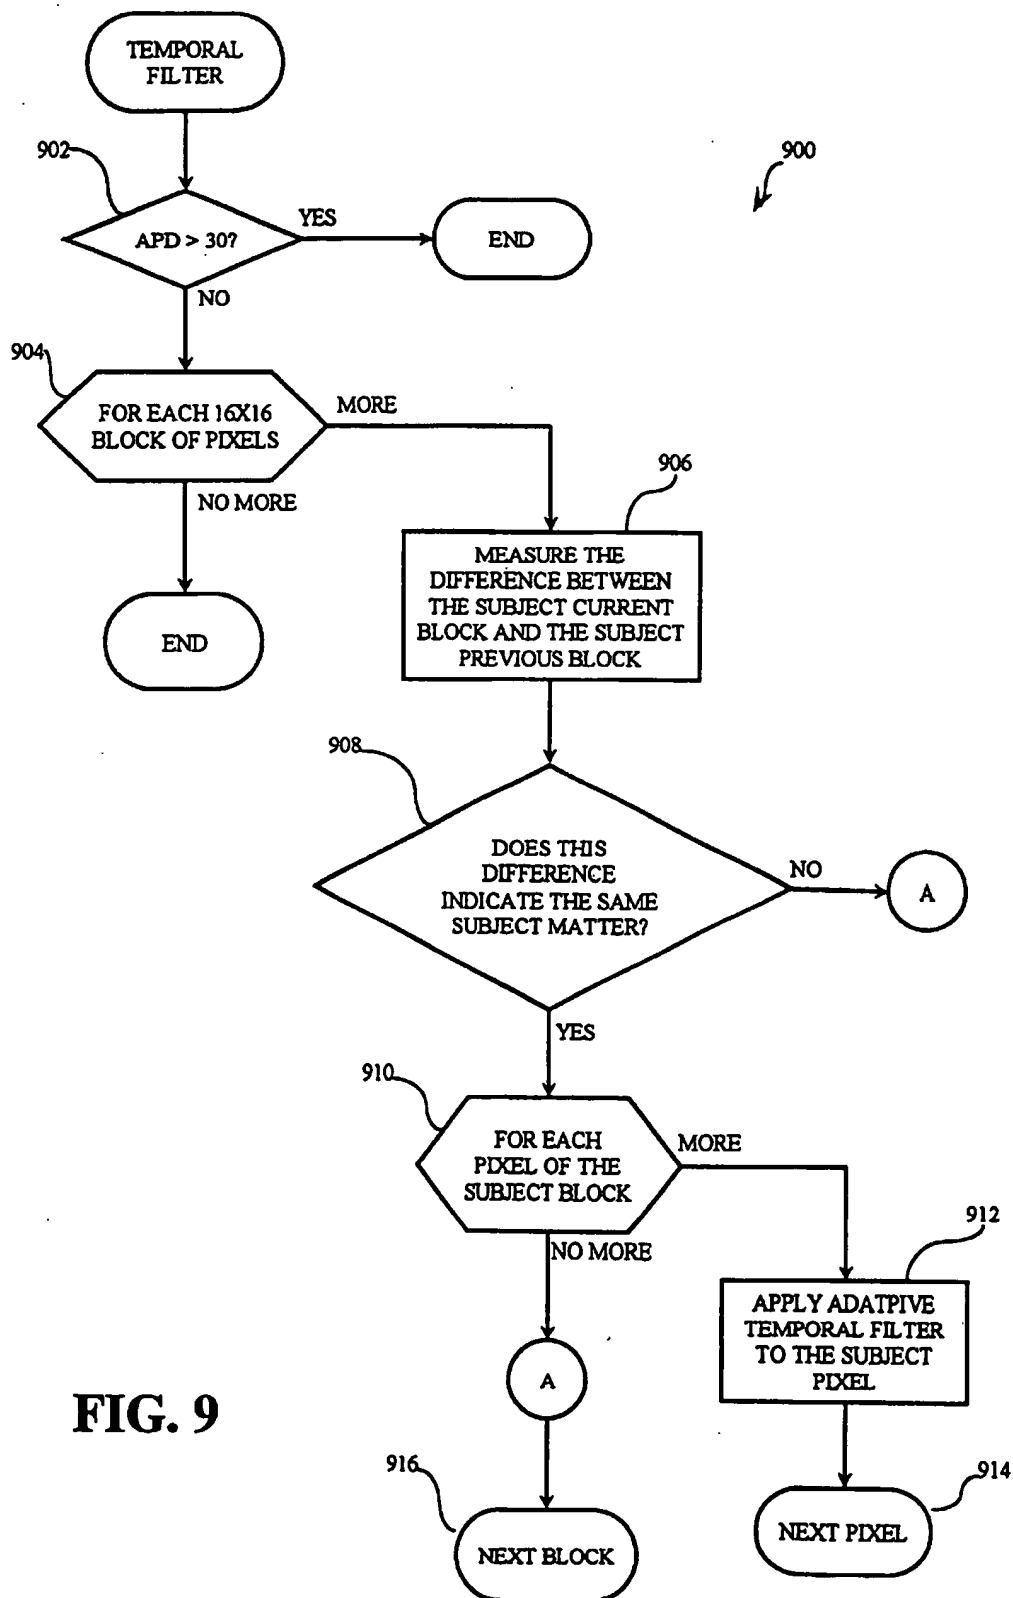 TEMPORAL
FILTER
902
900
APD > 30?
YES
END
NO
904
FOR EACH 16X16
BLOCK OF PIXELS
MORE
NO MORE
END
906
MEASURE THE
DIFFERENCE BETWEEN
THE SUBJECT CURRENT
BLOCK AND THE SUBJECT
PREVIOUS BLOCK
908
DOES THIS
DIFFERENCE
INDICATE THE SAME
SUBJECT MATTER?
NO
A
YES
910
FOR EACH
PIXEL OF THE
SUBJECT BLOCK
MORE
NO MORE
912
APPLY ADATPIVE
TEMPORAL FILTER
TO THE SUBJECT
PIXEL
A
FIG. 9
916
NEXT BLOCK
914
NEXT PIXEL